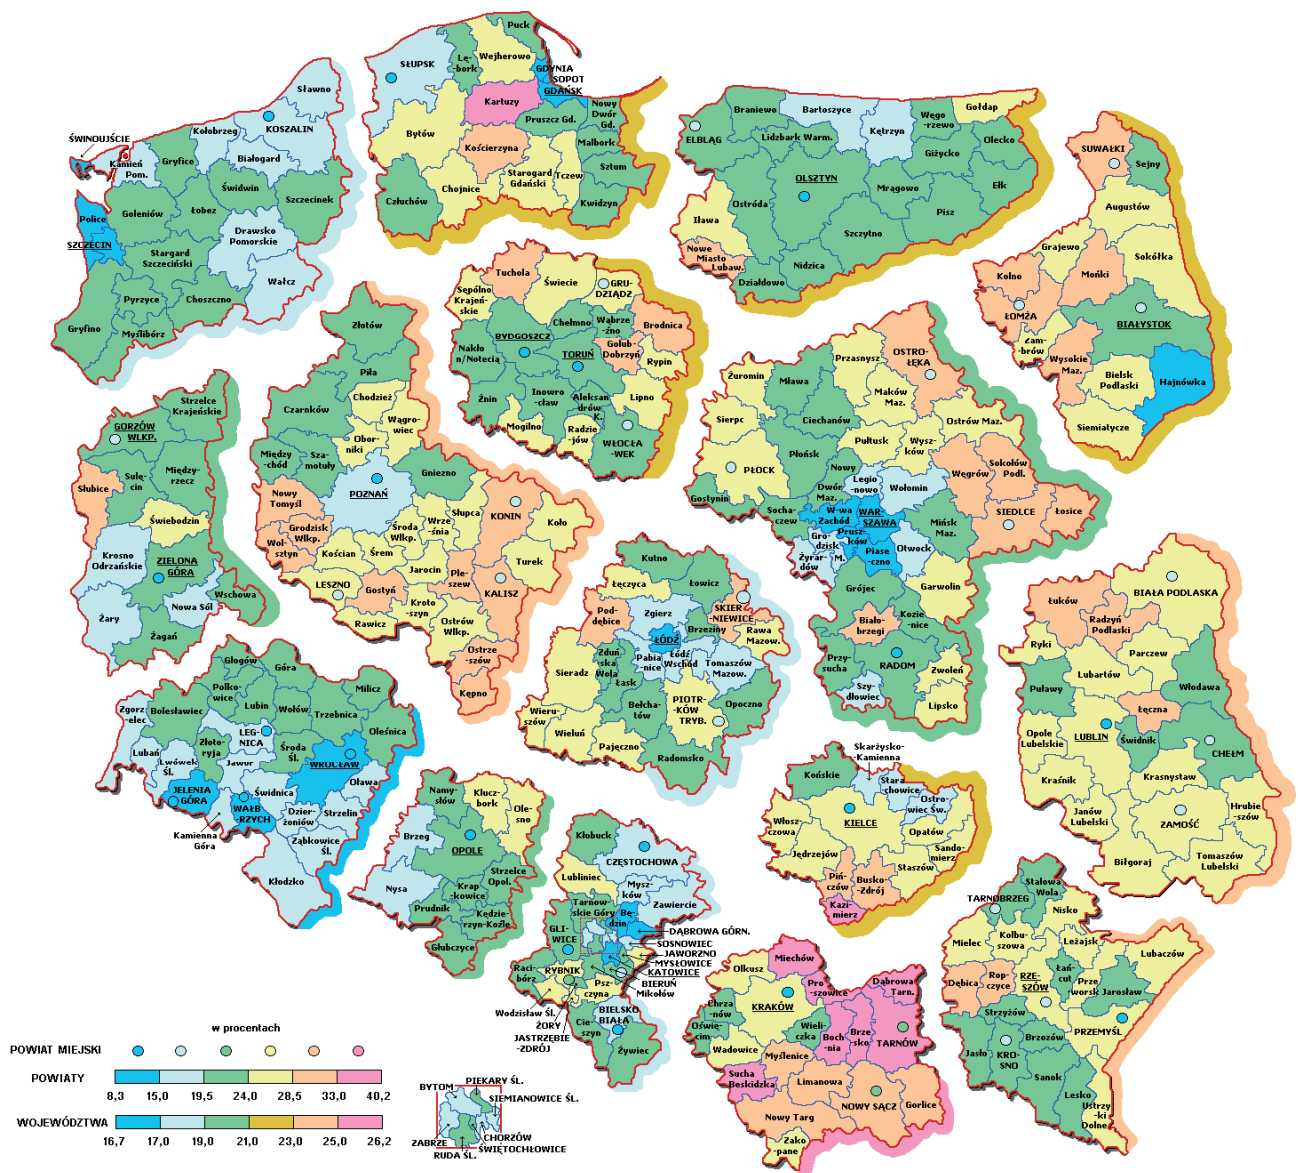 Sławno
KOSZALIN
Kołobrzeg
Białogard
ŚWINOUJŚCIE
Kamień
Pom.
Gryfice
Świdwin
Szczecinek
Police
Goleniów
Łobez
SZCZECIN
Drawsko
Pomorskie
Stargard
Szczeciński
Wałcz
Pyrzyce
Choszczno
Gryfino
Myślibórz
Puck
SŁUPSK
Lę-
bork
Wejherowo
GDYNIA
SOPOT
GDAŃSK
Kartuzy
Nowy
Dwór
Gd.
Pruszcz Gd.
Bytów
Kościerzyna
Malbork
Starogard
Gdański
Tczew
Sztum
Chojnice
Człuchów
Kwidzyn
Braniewo
Bartoszyce
Węgo
-rzewo
Gołdap
ELBLĄG
Lidzbark Warm.
Kętrzyn
Olecko
Giżycko
OLSZTYN
Mrągowo
Ełk
Ostróda
Pisz
Iława
Szczytno
Nowe
Miasto
Lubaw.
Nidzica
Działdowo
SUWAŁKI
Sejny
Augustów
Grajewo
Sokółka
Kolno
Mońki
ŁOMŻA
BIAŁYSTOK
Zam-
brów
Wysokie
Maz.
Bielsk
Podlaski
Hajnówka
Siemiatycze
Tuchola
Sępólno
Krajeń-
skie
Świecie
GRU-
DZIĄDZ
Chełmno
Wąbrze-
-źno
Brodnica
BYDGOSZCZ
Golub-
Dobrzyń
Nakło
n/Notecią
TORUŃ
Rypin
Inowro
-cław
Aleksan-
drów
K.
Lipno
Żnin
Mogilno
Radzie-
jów
WŁOCŁA
-WEK
Złotów
Piła
Chodzież
Czarnków
Wągro-
wiec
Obor-
niki
Między
-chód
Sza-
motuły
Gniezno
POZNAŃ
Nowy
Tomyśl
Słupca
KONIN
Grodzisk
Wlkp.
Środa
Wlkp.
Wrze-
-śnia
Koło
Wol-
sztyn
Kościan
Śrem
Turek
Jarocin
Ple-
szew
LESZNO
Gostyń
KALISZ
Kroto-
szyn
Rawicz
Ostrów
Wlkp.
Ostrze-
szów
Kępno
Strzelce
Krajeńskie
GORZÓW
WLKP.
Między-
rzecz
Słubice
Sulę-
cin
Świebodzin
Krosno
Odrzańskie
ZIELONA
GÓRA
Nowa Sól
Wschowa
Żary
Żagań
OSTRO-
-ŁĘKA
Przasnysz
Żuromin
Mława
Maków
Maz.
Sierpc
Ciechanów
Ostrów Maz.
Pułtusk
Wysz-
ków
PŁOCK
Płońsk
Węgrów
Sokołów
Podl.
Nowy
Dwór
Maz.
Legio
-nowo
Wołomin
Gostynin
Socha-
czew
W-wa
Zachód
WAR
SZAWA
SIEDLCE
Łosice
Mińsk
Maz.
Prusz-
ków
Gro-
dzisk
M.
Otwock
Żyrar-
dów
Piase
-czno
Garwolin
Grójec
Kozie-
nice
Biało-
brzegi
Przy-
sucha
RADOM
Zwoleń
Szy-
dłowiec
Lipsko
Kutno
Łęczyca
Łowicz
SKIER
NIEWICE
Pod-
dębice
Zgierz
Brzeziny
Rawa
Mazow.
ŁÓDŹ
Łódź
Wschód
Zduń
ska
Wola
Pabia
-nice
Sieradz
Tomaszów
Mazow.
Łask
PIOTR-
KÓW
TRYB.
Opoczno
Bełcha-
tów
Wieru-
szów
Wieluń
Pajęczno
Radomsko
Łuków
BIAŁA PODLASKA
Radzyń
Podlaski
Ryki
Parczew
Lubartów
Puławy
Włodawa
Łęczna
Opole
Lubelskie
LUBLIN
Świdnik
CHEŁM
Krasnystaw
Kraśnik
Janów
Lubelski
ZAMOŚĆ
Hrubie-
-szów
Biłgoraj
Tomaszów
Lubelski
Głogów
Góra
Milicz
Polko-
wice
Zgorz
-elec
Bolesławiec
Lubin
Wołów
Trzebnica
Oleśnica
LEG-
NICA
Lubań
Złoto-
ryja
Środa
Śl.
WROCŁAW
Lwówek
Śl.
Jawor
Oława
JELENIA
GÓRA
Świdnica
WAŁB
RZYCH
Dzier-
żoniów
Strzelin
Kamienna
Góra
Ząbkowice
Śl.
Kłodzko
Namy-
słów
Klucz-
bork
Ole-
sno
Brzeg
OPOLE
Strzelce
Opol.
Nysa
Krap
-kowice
Prudnik
Kędzie-
rzyn-Koźle
Głubczyce
Kłobuck
CZĘSTOCHOWA
Lubliniec
Mysz-
ków
Tarnow
skie Góry
Zawiercie
Bę-
dzin
GLI-
WICE
DĄBROWA GÓRN.
SOSNOWIEC
JAWORZNO
MYSŁOWICE
KATOWICE
BIERUŃ
Mikołów
Raci-
bórz
RYBNIK
Psz-
czyna
Wodzisław Śl.
ŻORY
JASTRZĘBIE
-ZDRÓJ
BIELSKO
BIAŁA
Cie-
szyn
Żywiec
Skarżysko-
Kamienna
Końskie
Stara
chowice
Ostro-
wiec Św.
KIELCE
Włosz-
czowa
Opatów
Jędrzejów
Sando-
mierz
Staszów
Piń-
czów
Busko-
Zdrój
Kazi-
mierz
Olkusz
Miechów
Pro-
szowice
Dąbrowa
Tarn.
Chrza-
nów
KRAKÓW
Oświę-
cim
Wieli-
czka
Boch-
nia
Brze-
sko
TARNÓW
Wadowice
Myślenice
Sucha
Beskidzka
Limanowa
NOWY SĄCZ
Gorlice
Nowy Targ
Zako
-pane
Stalowa
Wola
TARNOBRZEG
Nisko
Kolbu-
szowa
Mielec
Leżajsk
Lubaczów
Dębica
Rop-
czyce
RZE-
SZÓW
Łań-
cut
Prze
worsk
Jarosław
Strzyżów
PRZEMYŚL
Jasło
KRO-
SNO
Brzozów
Sanok
Lesko
Ustrzy-
ki
Dolne
w procentach
POWIAT MIEJSKI
POWIATY
8,3 15,0 19,5 24,0 28,5 33,0 40,2
WOJEWÓDZTWA
16,7 17,0 19,0 21,0 23,0 25,0 26,2
BYTOM
PIEKARY ŚL.
SIEMIANOWICE ŚL.
CHORZÓW
ŚWIĘTOCHŁOWICE
ZABRZE
RUDA ŚL.